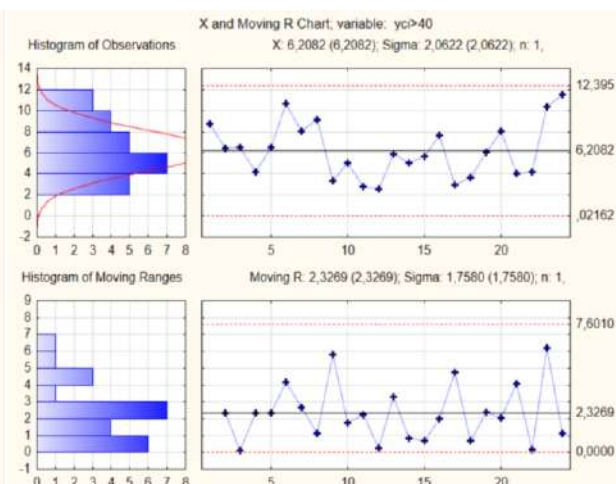 X and Moving R Chart; variable: yci>40
Histogram of Observations
X: 6,2082 (6,2082); Sigma: 2,0622 (2,0622); n: 1,
14
12
10
8
6
4
2
0
-2
0 1 2 3 4 5 6 7 8
12,395
6,2082
,02162
5 10 15 20
Histogram of Moving Ranges
Moving R: 2,3269 (2,3269); Sigma: 1,7580 (1,7580); n: 1,
9
8
7
6
5
4
3
2
1
0
-1
0 1 2 3 4 5 6 7 8
7,6010
2,3269
0,0000
5 10 15 20